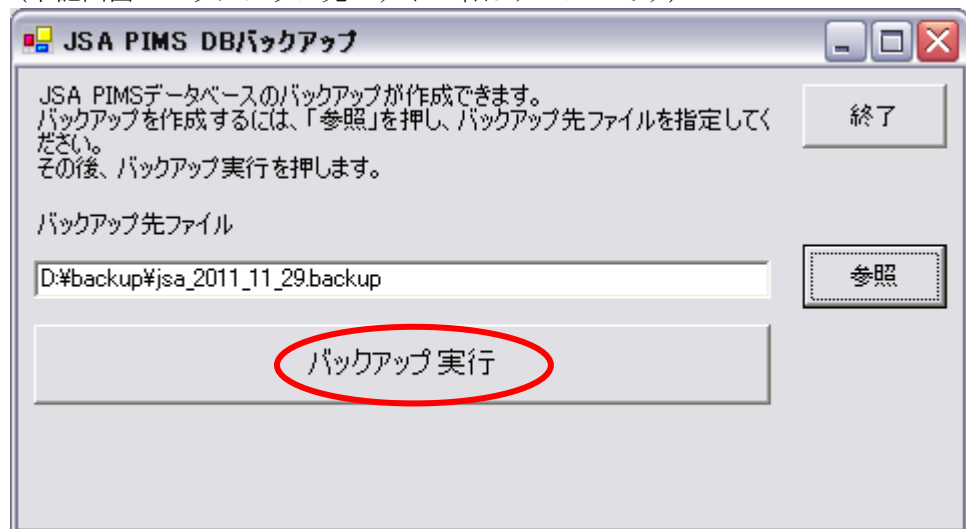 JSA PIMS DBバックアップ
JSA PIMSデータベースのバックアップが作成できます。
バックアップを作成するには、「参照」を押し、バックアップ先ファイルを指定してく
ださい。
その後、バックアップ実行を押します。
終了
バックアップ先ファイル
D:¥backup¥jsa_2011_11_29.backup
参照
バックアップ 実行